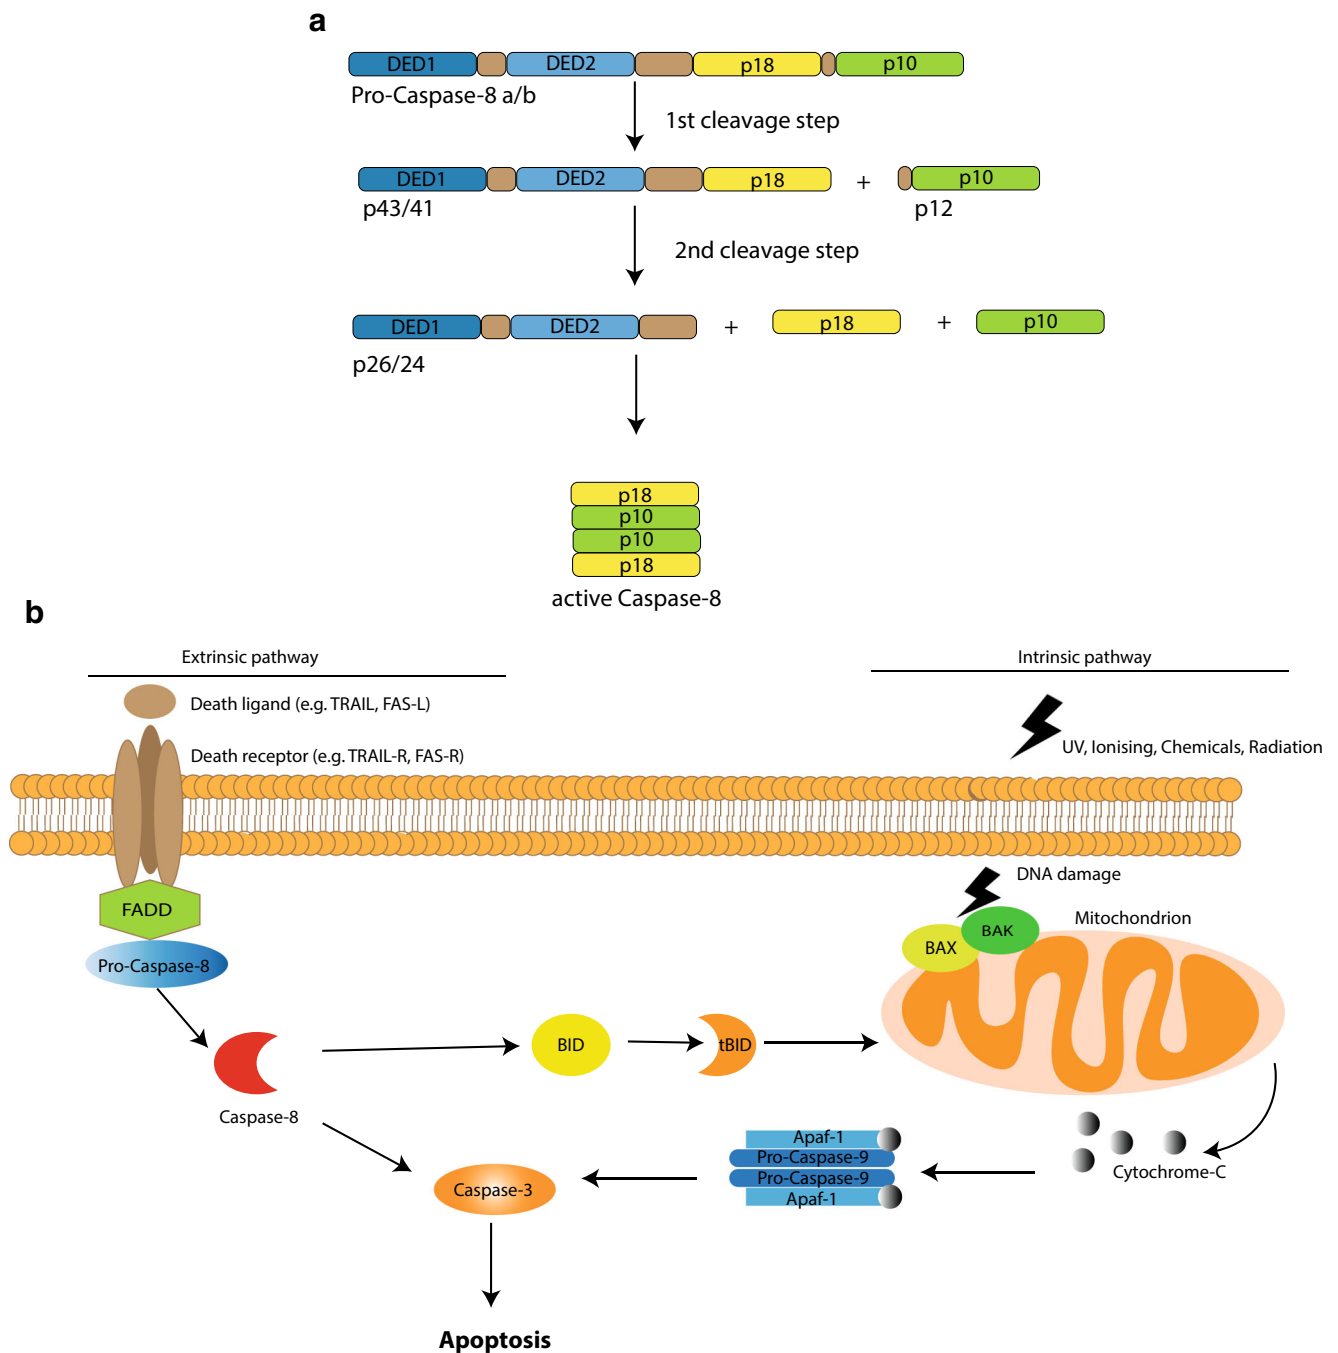 a
DED1 DED2 p18 p10
Pro-Caspase-8 a/b
1st cleavage step
DED1 DED2 p18 + p10
p43/41 p12
2nd cleavage step
DED1 DED2 + p18 + p10
p26/24
p18
p10
p10
p18
active Caspase-8
b
Extrinsic pathway
Intrinsic pathway
Death ligand (e.g. TRAIL, FAS-L)
Death receptor (e.g. TRAIL-R, FAS-R)
UV, Ionising, Chemicals, Radiation
DNA damage
FADD
Mitochondrion
BAX
BAK
Pro-Caspase-8
BID
tBID
Caspase-8
Apaf-1
Pro-Caspase-9
Pro-Caspase-9
Apaf-1
Cytochrome-C
Caspase-3
Apoptosis